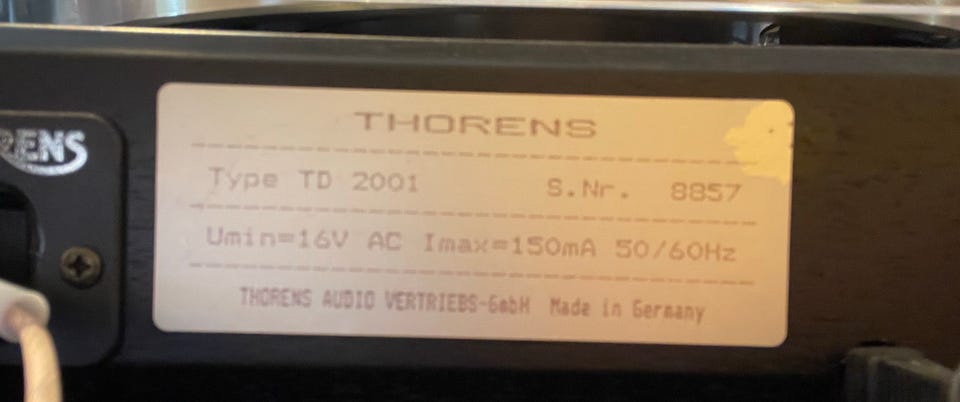 THORENS
Type TD 2001 S.Nr. 8857
Umin=16V AC Imax=150mA 50/60Hz
THORENS AUDIO VERTRIEBS-GmbH Made in Germany
RENS